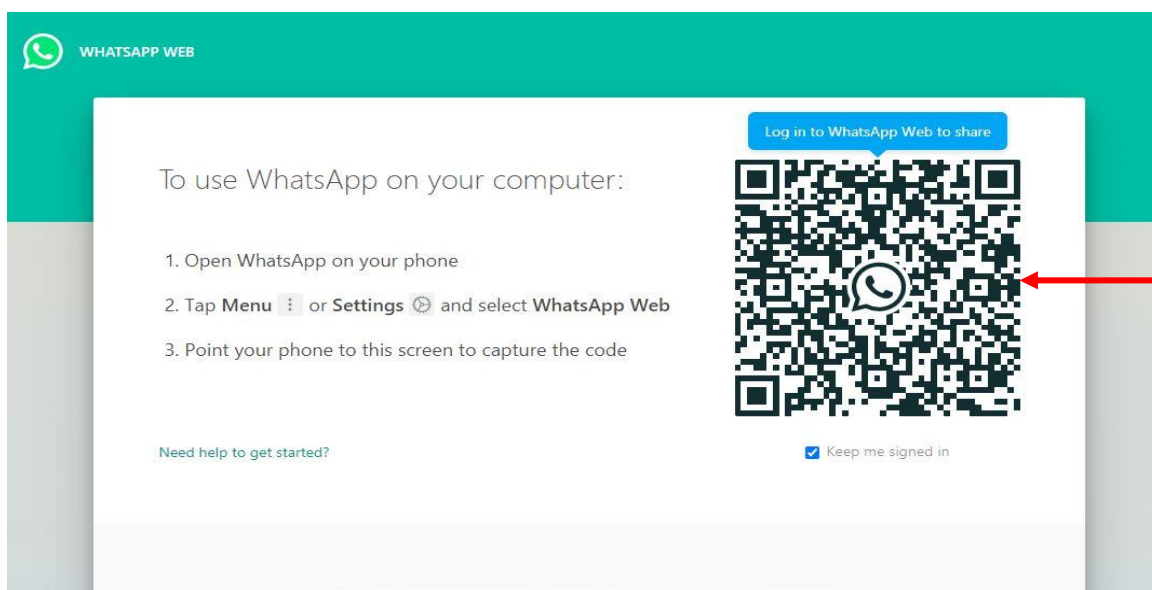 WHATSAPP WEB
Log in to WhatsApp Web to share
To use WhatsApp on your computer:
1. Open WhatsApp on your phone
2. Tap Menu or Settings and select WhatsApp Web
3. Point your phone to this screen to capture the code
Need help to get started?
Keep me signed in